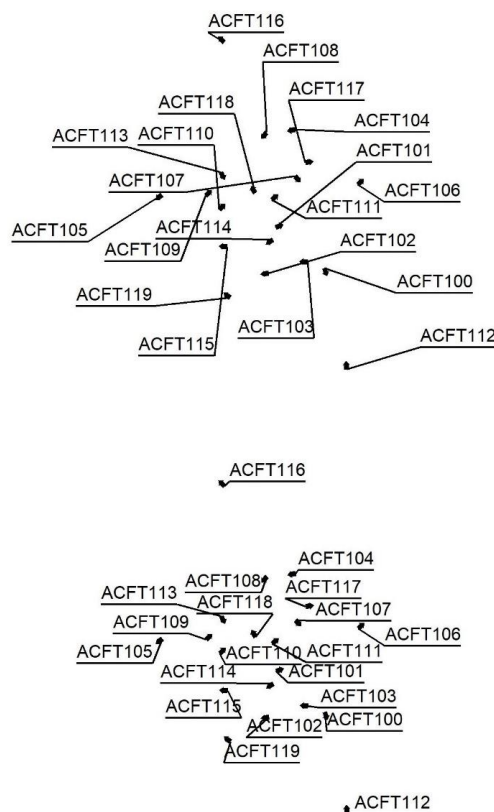 ACFT116
ACFT108
ACFT117
ACFT118
ACFT104
ACFT110
ACFT113
ACFT101
ACFT107
ACFT106
ACFT111
ACFT114
ACFT105
ACFT102
ACFT109
ACFT100
ACFT119
ACFT103
ACFT112
ACFT115
ACFT116
ACFT104
ACFT108
ACFT117
ACFT113
ACFT118
ACFT107
ACFT109
ACFT106
ACFT105
ACFT110
ACFT111
ACFT114
ACFT101
ACFT103
ACFT115
ACFT100
ACFT102
ACFT119
ACFT112